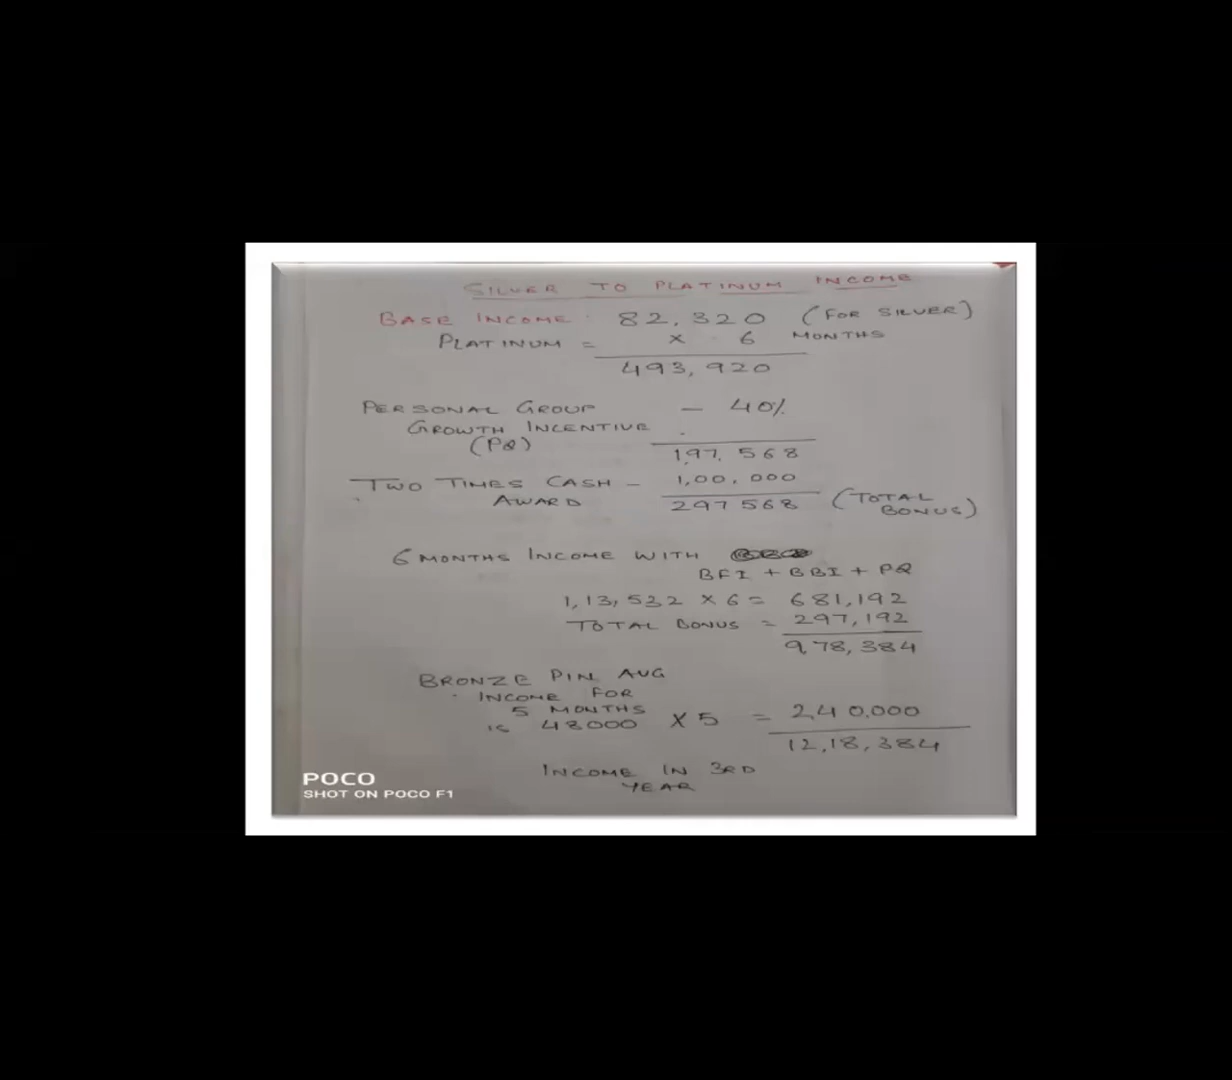 SILVER TO PLATINUM INCOME
BASE INCOME : 82,320 (FOR SILVER)
PLATINUM = x 6 MONTHS
493,920
PERSONAL GROUP — 40%
GROWTH INCENTIVE
(PQ)
197,568
TWO TIMES CASH — 1,00,000
AWARD
297568 (TOTAL BONUS)
6 MONTHS INCOME WITH
BFI + BBI + PQ
1,13,532 x 6 = 681,192
TOTAL BONUS = 297,192
9,78,384
BRONZE PIN AUG
INCOME FOR
5 MONTHS
is 48000 x 5 = 2,40,000
12,18,384
INCOME IN 3RD
YEAR
POCO
SHOT ON POCO F1